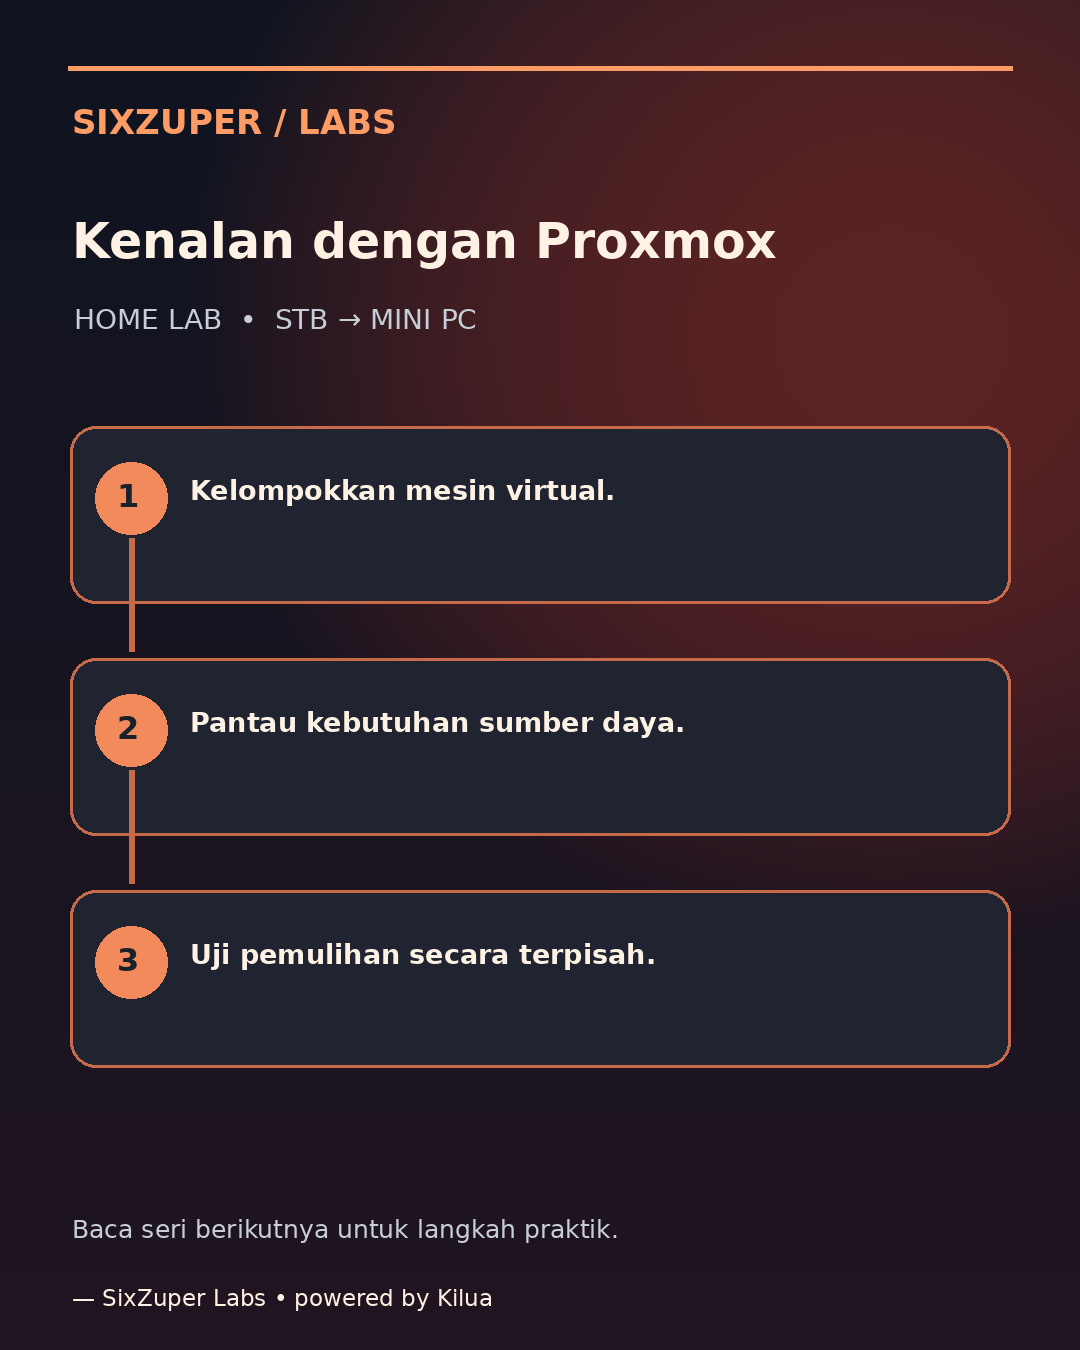 SIXZUPER / LABS
Kenalan dengan Proxmox
HOME LAB • STB → MINI PC
1 Kelompokkan mesin virtual.
2 Pantau kebutuhan sumber daya.
3 Uji pemulihan secara terpisah.
Baca seri berikutnya untuk langkah praktik.
— SixZuper Labs • powered by Kilua